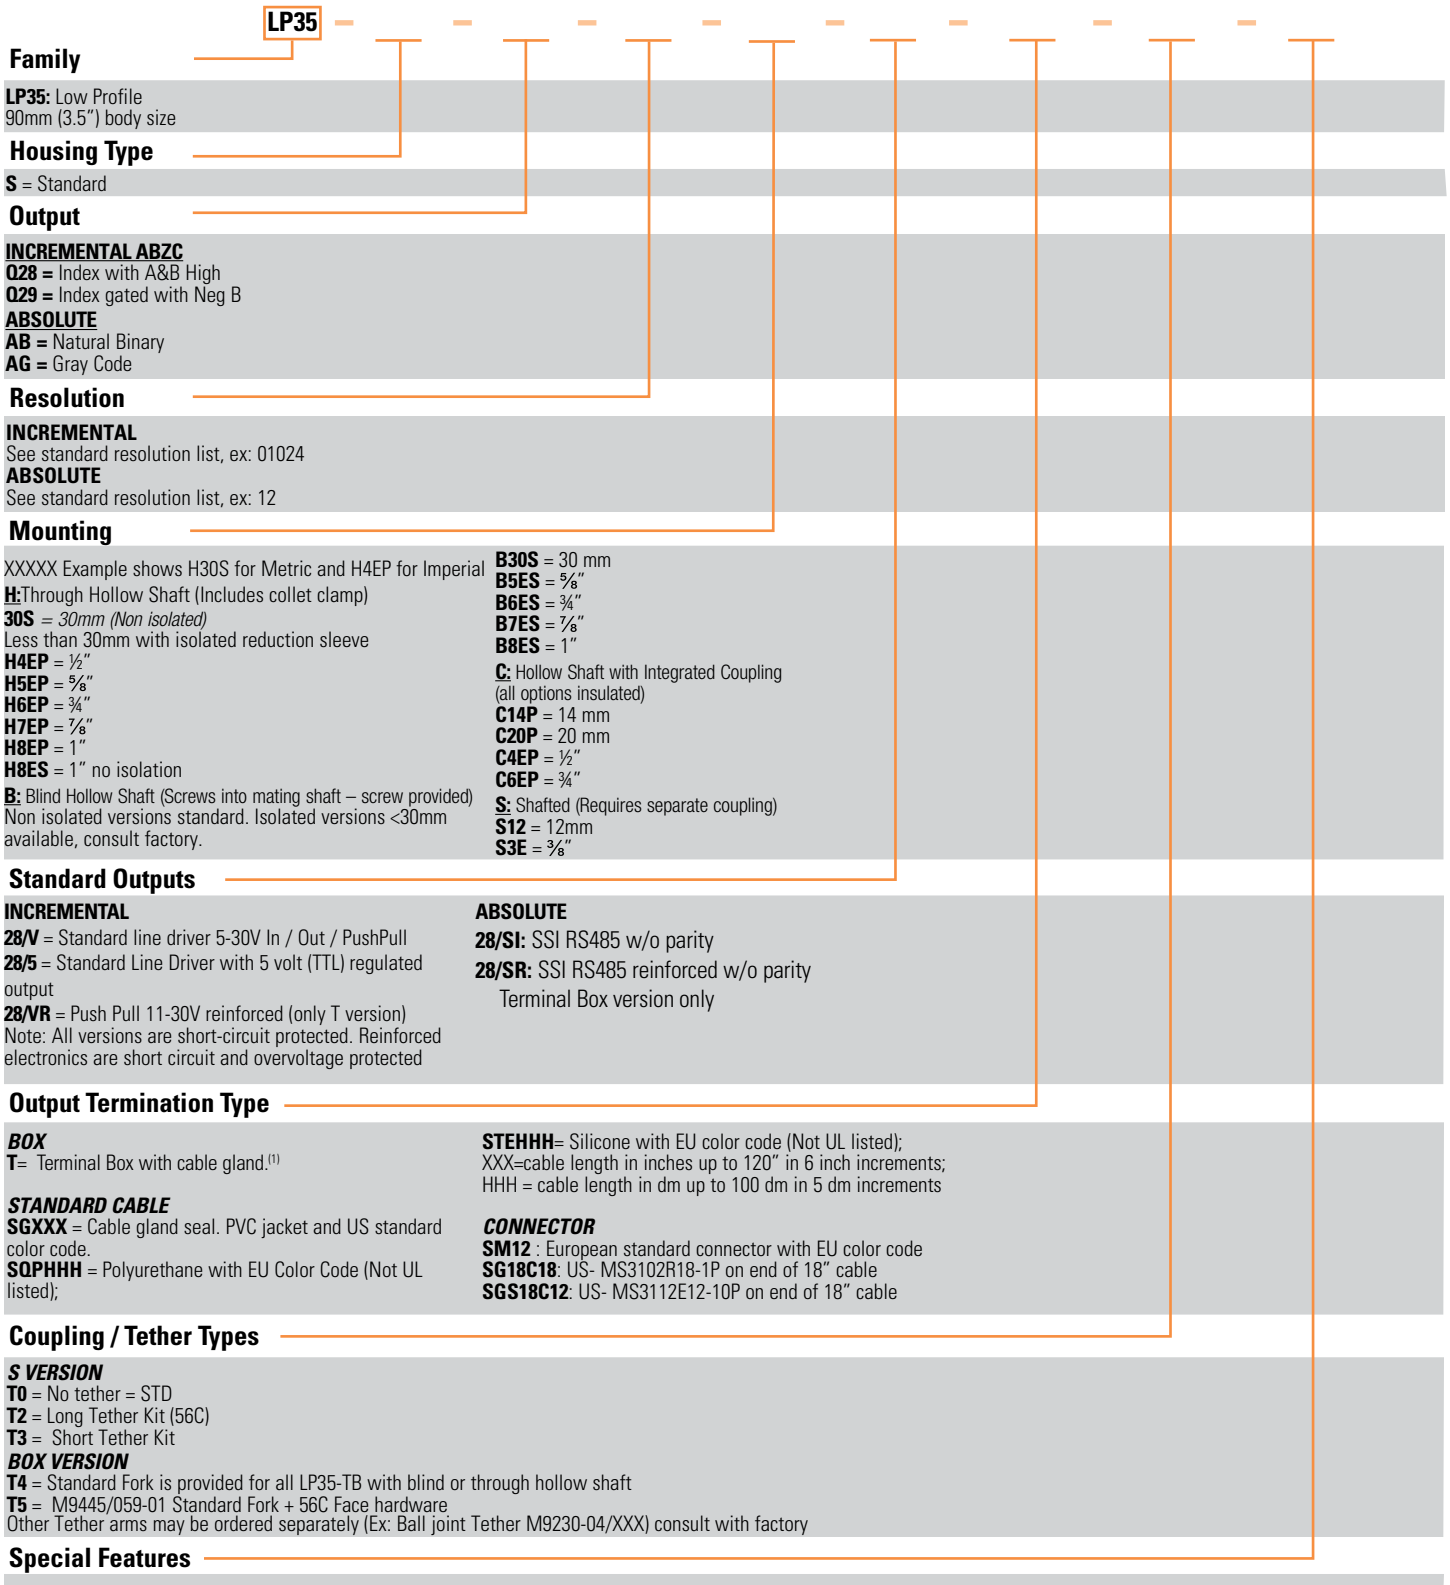 LP35
Family
LP35: Low Profile
90mm (3.5”) body size
Housing Type
S = Standard
Output
INCREMENTAL ABZC
Q28 = Index with A&B High
Q29 = Index gated with Neg B
ABSOLUTE
AB = Natural Binary
AG = Gray Code
Resolution
INCREMENTAL
See standard resolution list, ex: 01024
ABSOLUTE
See standard resolution list, ex: 12
Mounting
XXXXX Example shows H30S for Metric and H4EP for Imperial
H:Through Hollow Shaft (Includes collet clamp)
30S = 30mm (Non isolated)
Less than 30mm with isolated reduction sleeve
H4EP = ½”
H5EP = ⅝”
H6EP = ¾”
H7EP = ⅞”
H8EP = 1”
H8ES = 1” no isolation
B: Blind Hollow Shaft (Screws into mating shaft – screw provided)
Non isolated versions standard. Isolated versions <30mm
available, consult factory.
B30S = 30 mm
B5ES = ⅝”
B6ES = ¾”
B7ES = ⅞”
B8ES = 1”
C: Hollow Shaft with Integrated Coupling
(all options insulated)
C14P = 14 mm
C20P = 20 mm
C4EP = ½”
C6EP = ¾”
S: Shafted (Requires separate coupling)
S12 = 12mm
S3E = ⅜”
Standard Outputs
INCREMENTAL
28/V = Standard line driver 5-30V In / Out / PushPull
28/5 = Standard Line Driver with 5 volt (TTL) regulated
output
28/VR = Push Pull 11-30V reinforced (only T version)
Note: All versions are short-circuit protected. Reinforced
electronics are short circuit and overvoltage protected
ABSOLUTE
28/SI: SSI RS485 w/o parity
28/SR: SSI RS485 reinforced w/o parity
Terminal Box version only
Output Termination Type
BOX
T= Terminal Box with cable gland.(1)
STANDARD CABLE
SGXXX = Cable gland seal. PVC jacket and US standard
color code.
SQPHHH = Polyurethane with EU Color Code (Not UL
listed);
STEHHH= Silicone with EU color code (Not UL listed);
XXX=cable length in inches up to 120” in 6 inch increments;
HHH = cable length in dm up to 100 dm in 5 dm increments
CONNECTOR
SM12 : European standard connector with EU color code
SG18C18: US- MS3102R18-1P on end of 18” cable
SGS18C12: US- MS3112E12-10P on end of 18” cable
Coupling / Tether Types
S VERSION
T0 = No tether = STD
T2 = Long Tether Kit (56C)
T3 = Short Tether Kit
BOX VERSION
T4 = Standard Fork is provided for all LP35-TB with blind or through hollow shaft
T5 = M9445/059-01 Standard Fork + 56C Face hardware
Other Tether arms may be ordered separately (Ex: Ball joint Tether M9230-04/XXX) consult with factory
Special Features